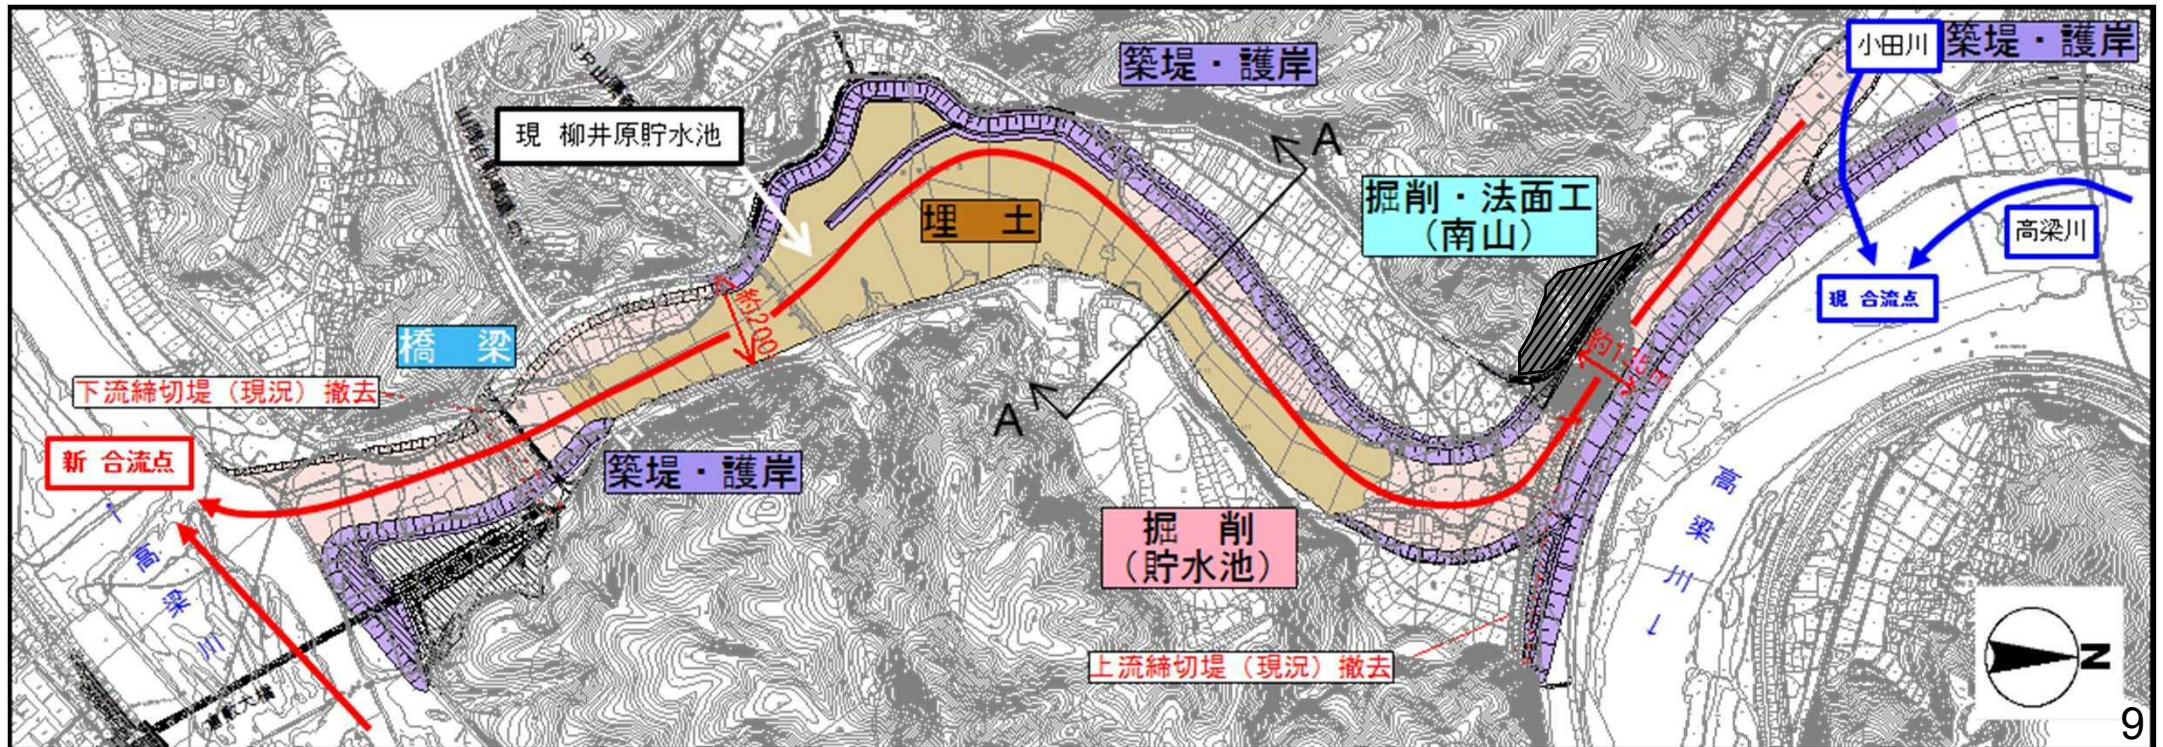 小田川
築堤・護岸
築堤・護岸
現 柳井原貯水池
A
掘削・法面工
（南山）
高梁川
埋 土
現 合流点
約200
橋 梁
約135m
下流締切堤（現況）撤去
A
新 合流点
築堤・護岸
掘 削
（貯水池）
高梁川
高梁川
上流締切堤（現況）撤去
N
9